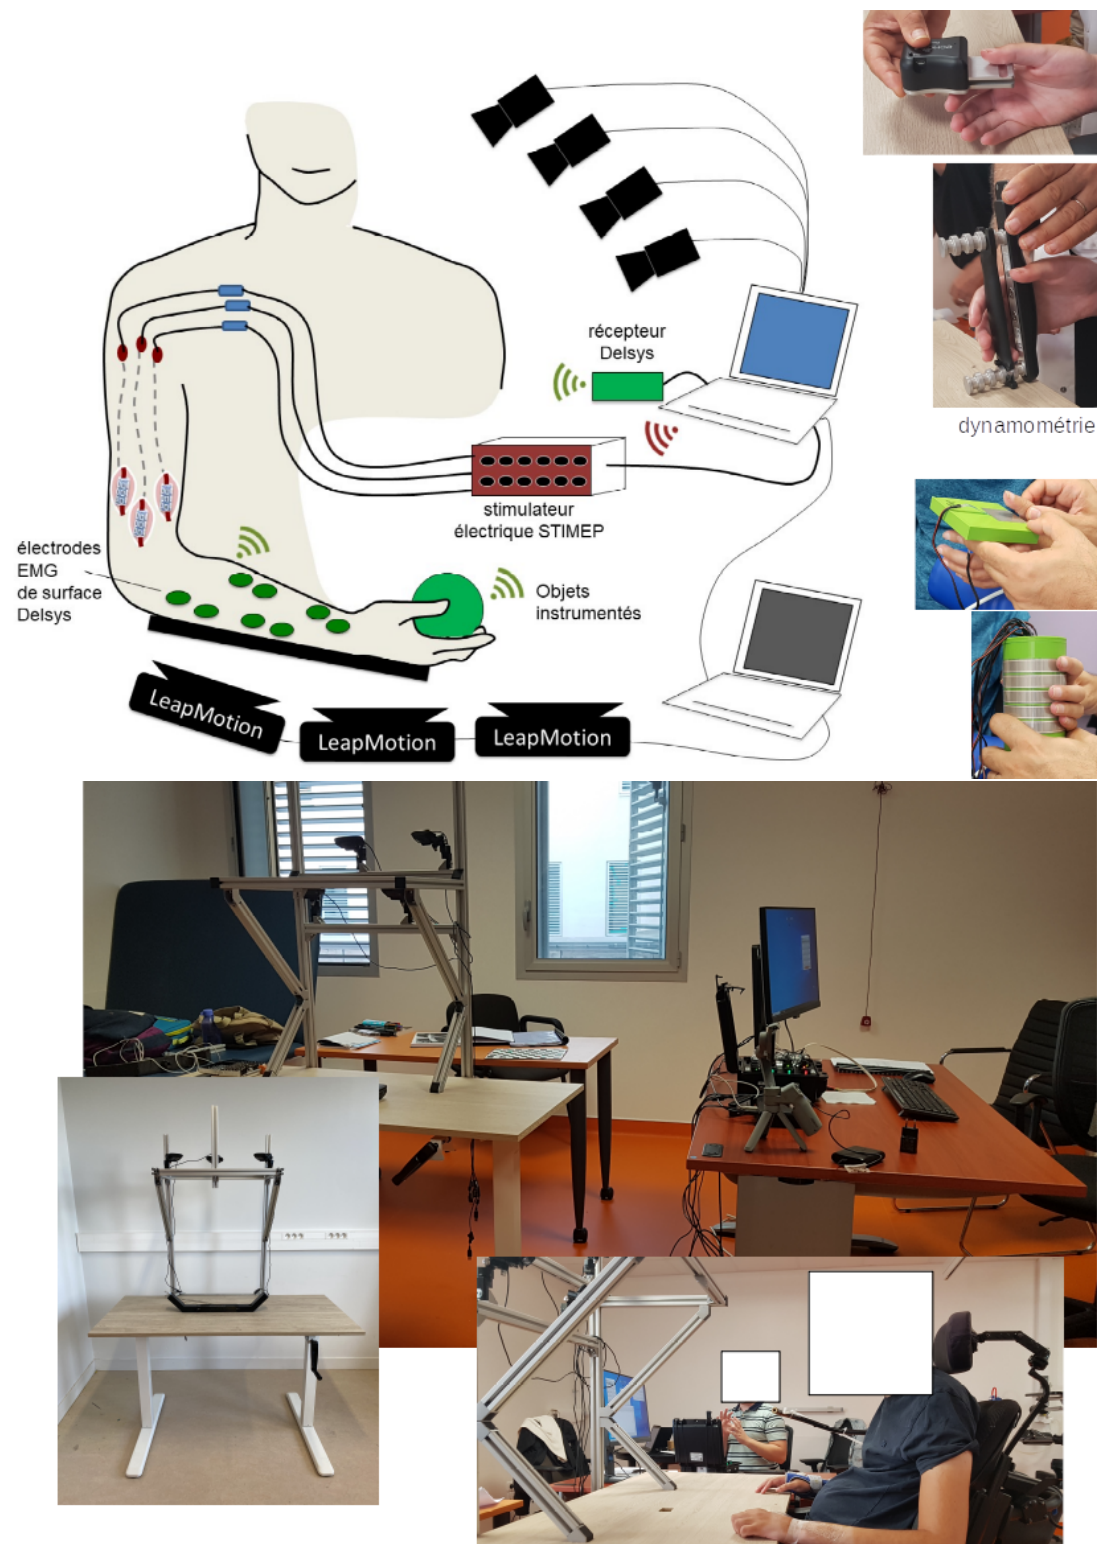 récepteur
Delsys
dynamométrie
stimulateur
électrique STIMEP
électrodes
EMG
de surface
Delsys
Objets
instrumentés
LeapMotion
LeapMotion
LeapMotion